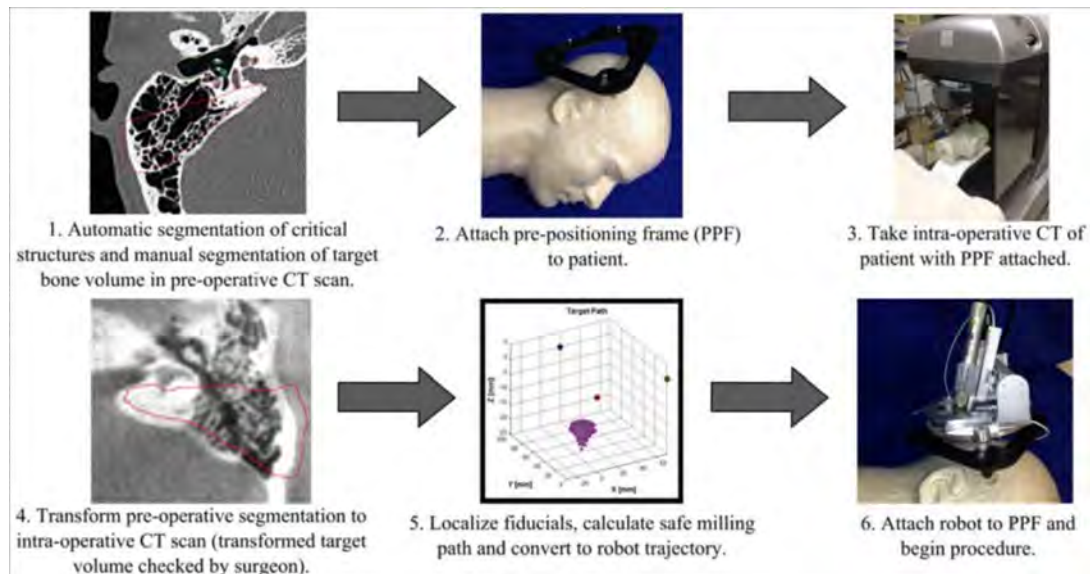 1. Automatic segmentation of critical
structures and manual segmentation of target
bone volume in pre-operative CT scan.
2. Attach pre-positioning frame (PPF)
to patient.
3. Take intra-operative CT of
patient with PPF attached.
Target Path
Z [mm]
Y [mm]
X [mm]
4. Transform pre-operative segmentation to
intra-operative CT scan (transformed target
volume checked by surgeon).
5. Localize fiducials, calculate safe milling
path and convert to robot trajectory.
6. Attach robot to PPF and
begin procedure.